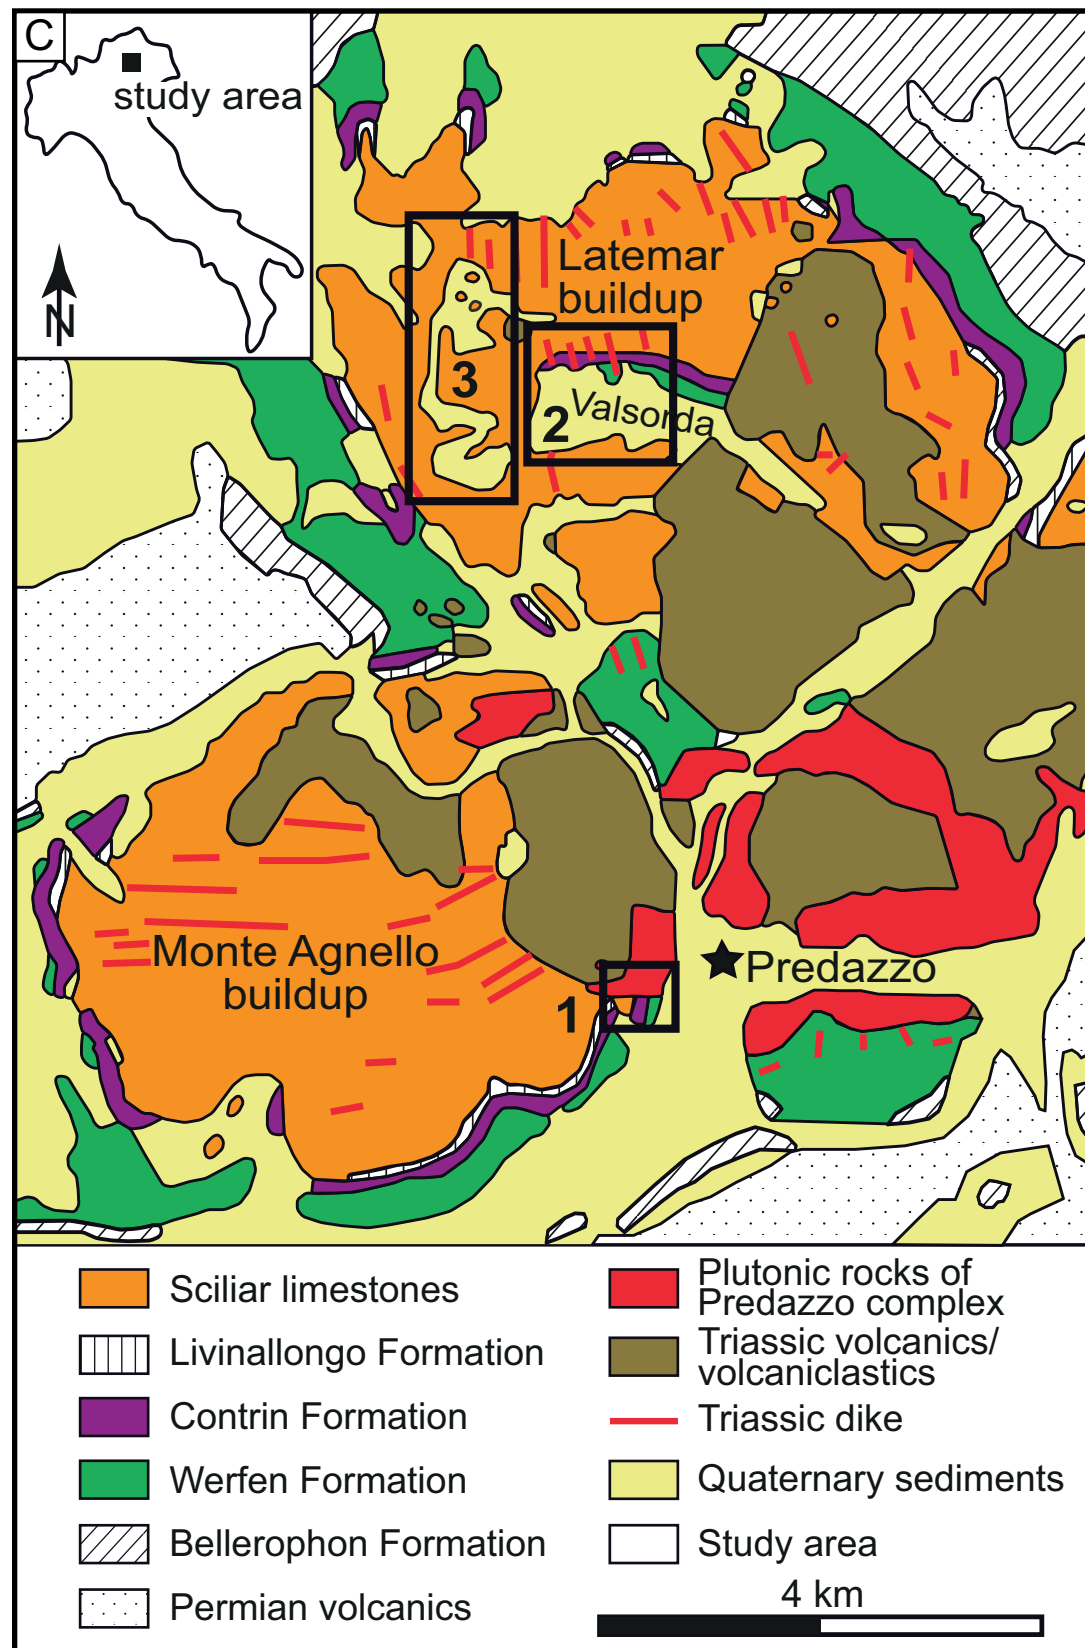 C
study area
N
Latemar
buildup
3
2
Valsorda
Monte Agnello
buildup
Predazzo
1
Sciliar limestones
Livinallongo Formation
Contrin Formation
Werfen Formation
Bellerophon Formation
Permian volcanics
Plutonic rocks of
Predazzo complex
Triassic volcanics/
volcaniclastics
Triassic dike
Quaternary sediments
Study area
4 km